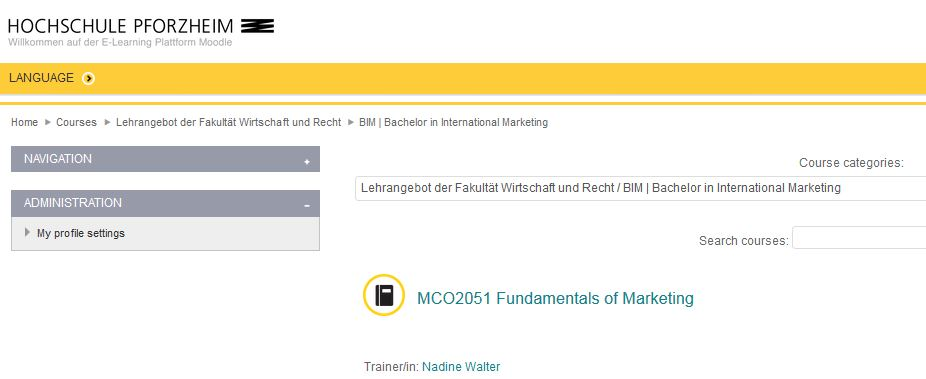 HOCHSCHULE PFORZHEIM
Willkommen auf der E-Learning Plattform Moodle
LANGUAGE
Home Courses Lehrangebot der Fakultät Wirtschaft und Recht BIM | Bachelor in International Marketing
NAVIGATION
ADMINISTRATION
My profile settings
Course categories:
Lehrangebot der Fakultät Wirtschaft und Recht / BIM | Bachelor in International Marketing
Search courses:
MCO2051 Fundamentals of Marketing
Trainer/in: Nadine Walter